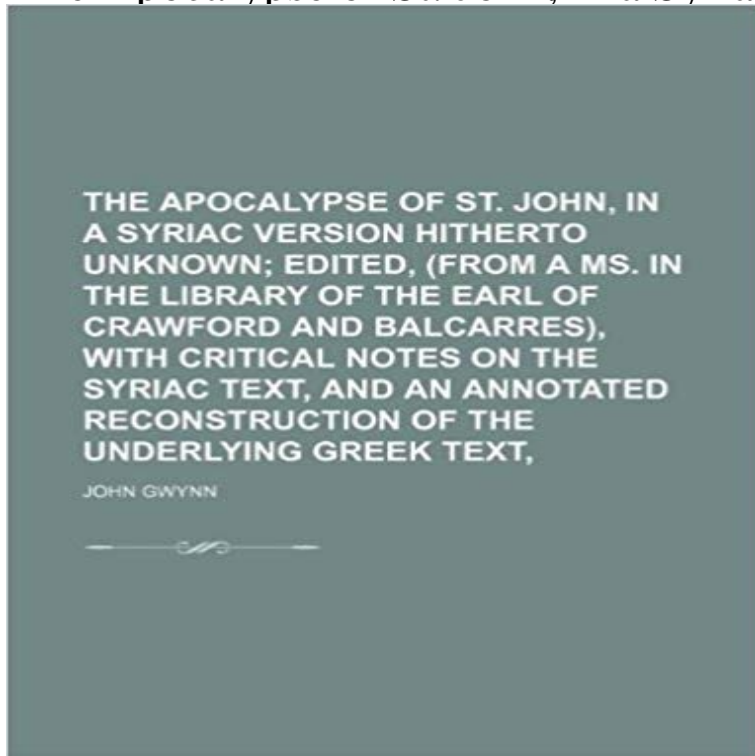 THE APOCALYPSE OF ST. JOHN, IN
A SYRIAC VERSION HITHERTO
UNKNOWN; EDITED, (FROM A MS. IN
THE LIBRARY OF THE EARL OF
CRAWFORD AND BALCARRES),
WITH CRITICAL NOTES ON THE
SYRIAC TEXT, AND AN ANNOTATED
RECONSTRUCTION OF THE
UNDERLYING GREEK TEXT,
JOHN GWYNN